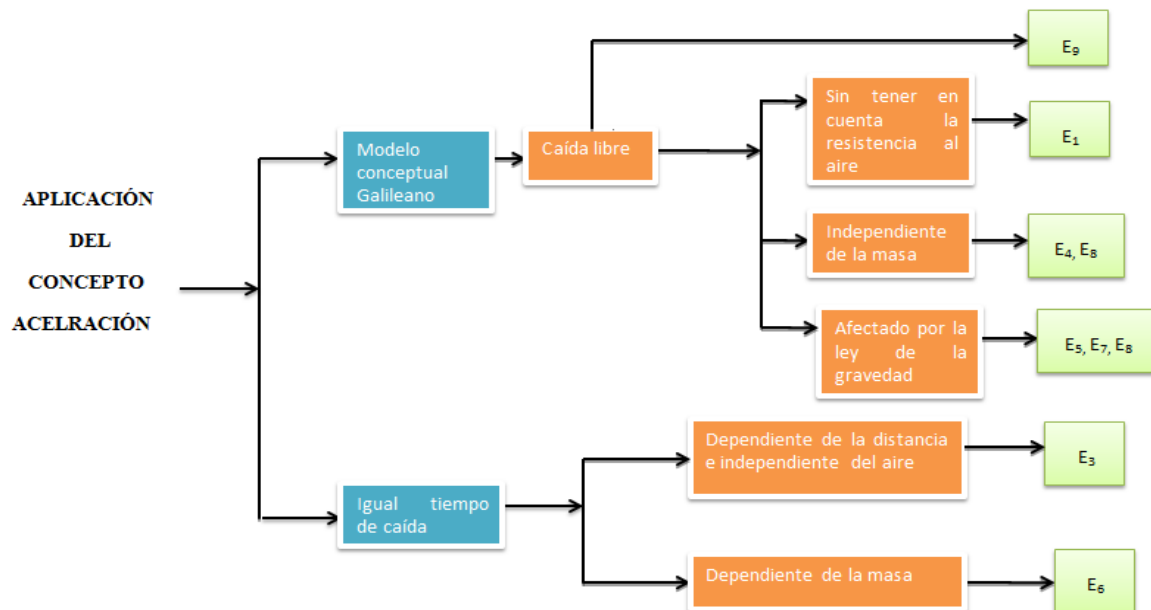 APLICACIÓN
DEL
CONCEPTO
ACELRACIÓN
Modelo
conceptual
Galileano
Caída libre
E₉
Sin tener en
cuenta la
resistencia al
aire
E₁
Independiente
de la masa
E₄, E₈
Afectado por la
ley de la
gravedad
E₅, E₇, E₈
Igual tiempo
de caída
Dependiente de la distancia
e independiente del aire
E₃
Dependiente de la masa
E₆